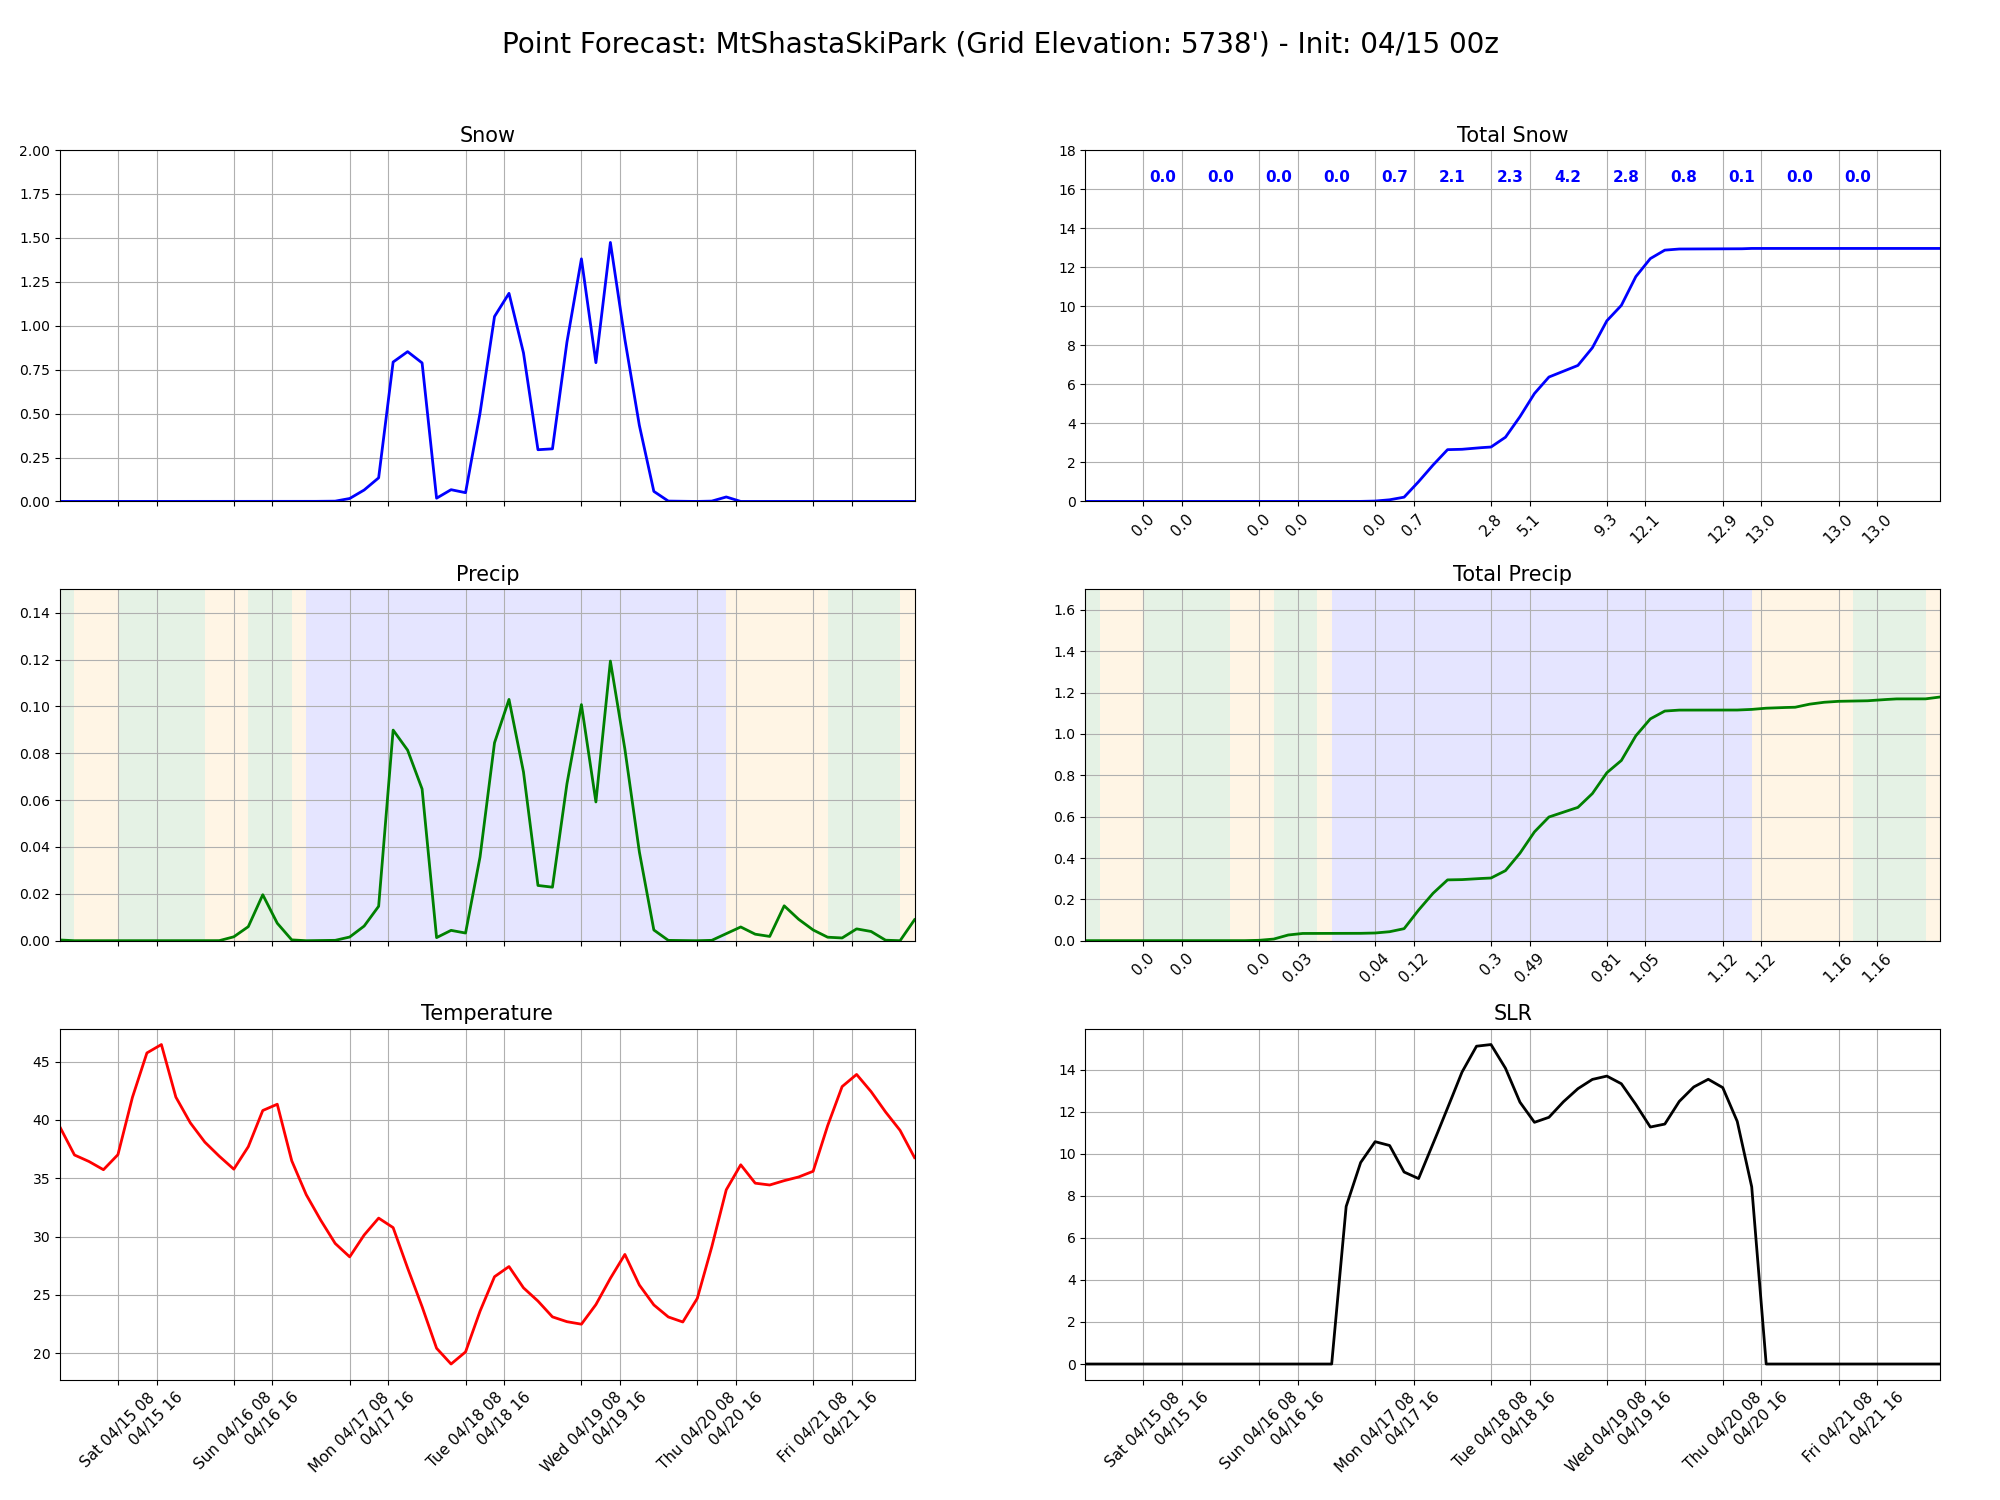 Point Forecast: MtShastaSkiPark (Grid Elevation: 5738') - Init: 04/15 00z
Snow
2.00
1.75
1.50
1.25
1.00
0.75
0.50
0.25
0.00
Total Snow
18
16
14
12
10
8
6
4
2
0
0.0 0.0 0.0 0.0 0.7 2.1 2.3 4.2 2.8 0.8 0.1 0.0 0.0
0.0 0.0 0.0 0.0 0.0 0.7 2.8 5.1 9.3 12.1 12.9 13.0 13.0 13.0
Precip
0.14
0.12
0.10
0.08
0.06
0.04
0.02
0.00
Total Precip
1.6
1.4
1.2
1.0
0.8
0.6
0.4
0.2
0.0
0.0 0.0 0.0 0.03 0.04 0.12 0.3 0.49 0.81 1.05 1.12 1.12 1.16 1.16
Temperature
45
40
35
30
25
20
Sat 04/15 08
04/15 16
Sun 04/16 08
04/16 16
Mon 04/17 08
04/17 16
Tue 04/18 08
04/18 16
Wed 04/19 08
04/19 16
Thu 04/20 08
04/20 16
Fri 04/21 08
04/21 16
SLR
14
12
10
8
6
4
2
0
Sat 04/15 08
04/15 16
Sun 04/16 08
04/16 16
Mon 04/17 08
04/17 16
Tue 04/18 08
04/18 16
Wed 04/19 08
04/19 16
Thu 04/20 08
04/20 16
Fri 04/21 08
04/21 16